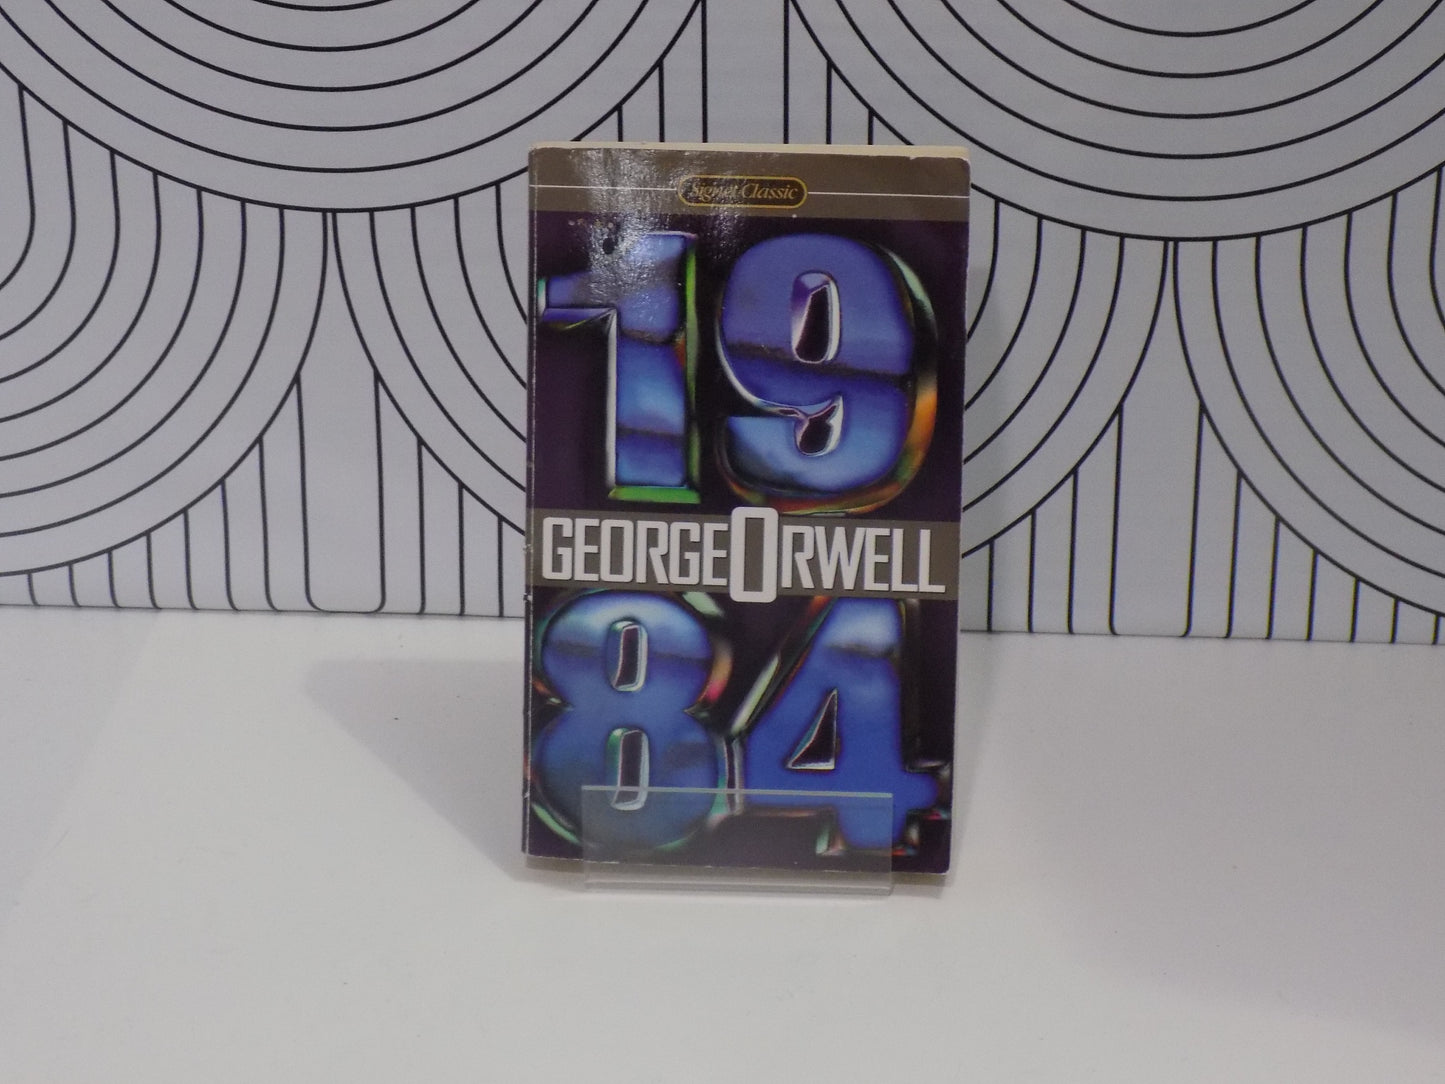 Signet Classic
19
GEORGE ORWELL
84